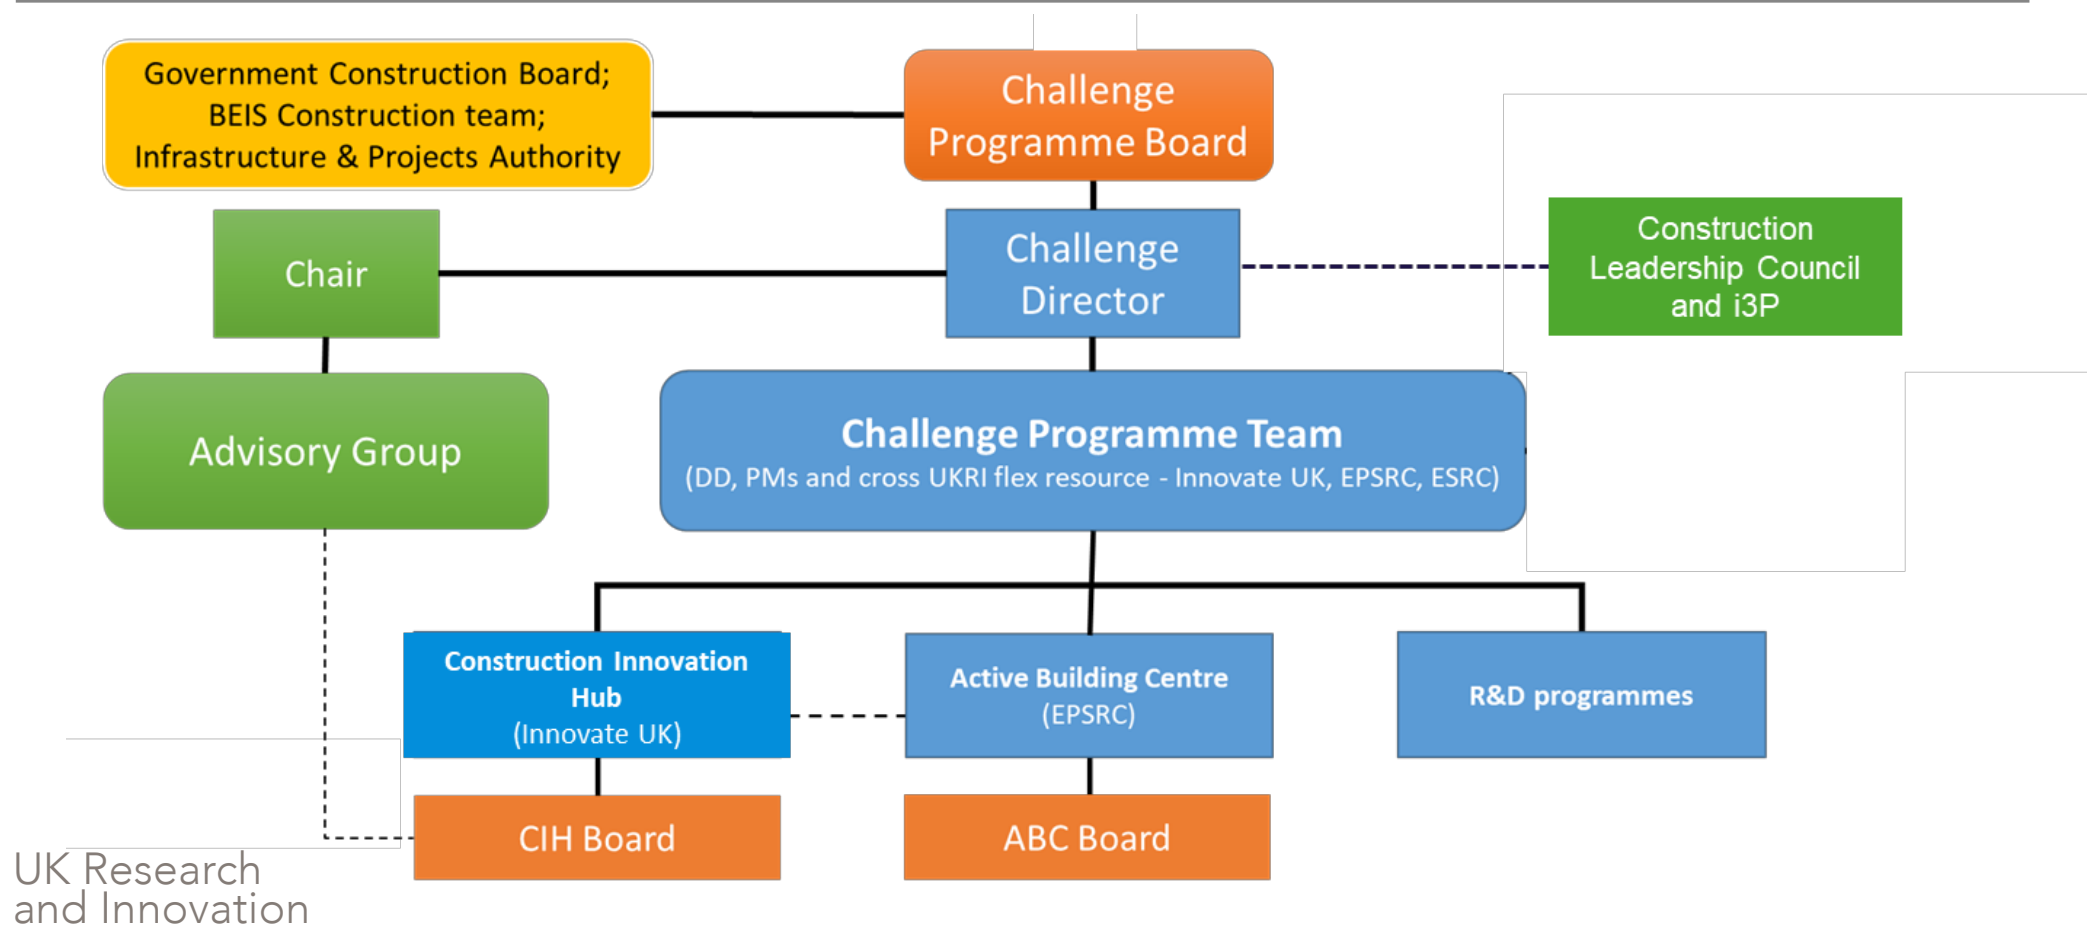 Government Construction Board;
BEIS Construction team;
Infrastructure & Projects Authority
Challenge
Programme Board
Chair
Challenge
Director
Construction
Leadership Council
and i3P
Advisory Group
Challenge Programme Team
(DD, PMs and cross UKRI flex resource - Innovate UK, EPSRC, ESRC)
Construction Innovation
Hub
(Innovate UK)
Active Building Centre
(EPSRC)
R&D programmes
CIH Board
ABC Board
UK Research
and Innovation